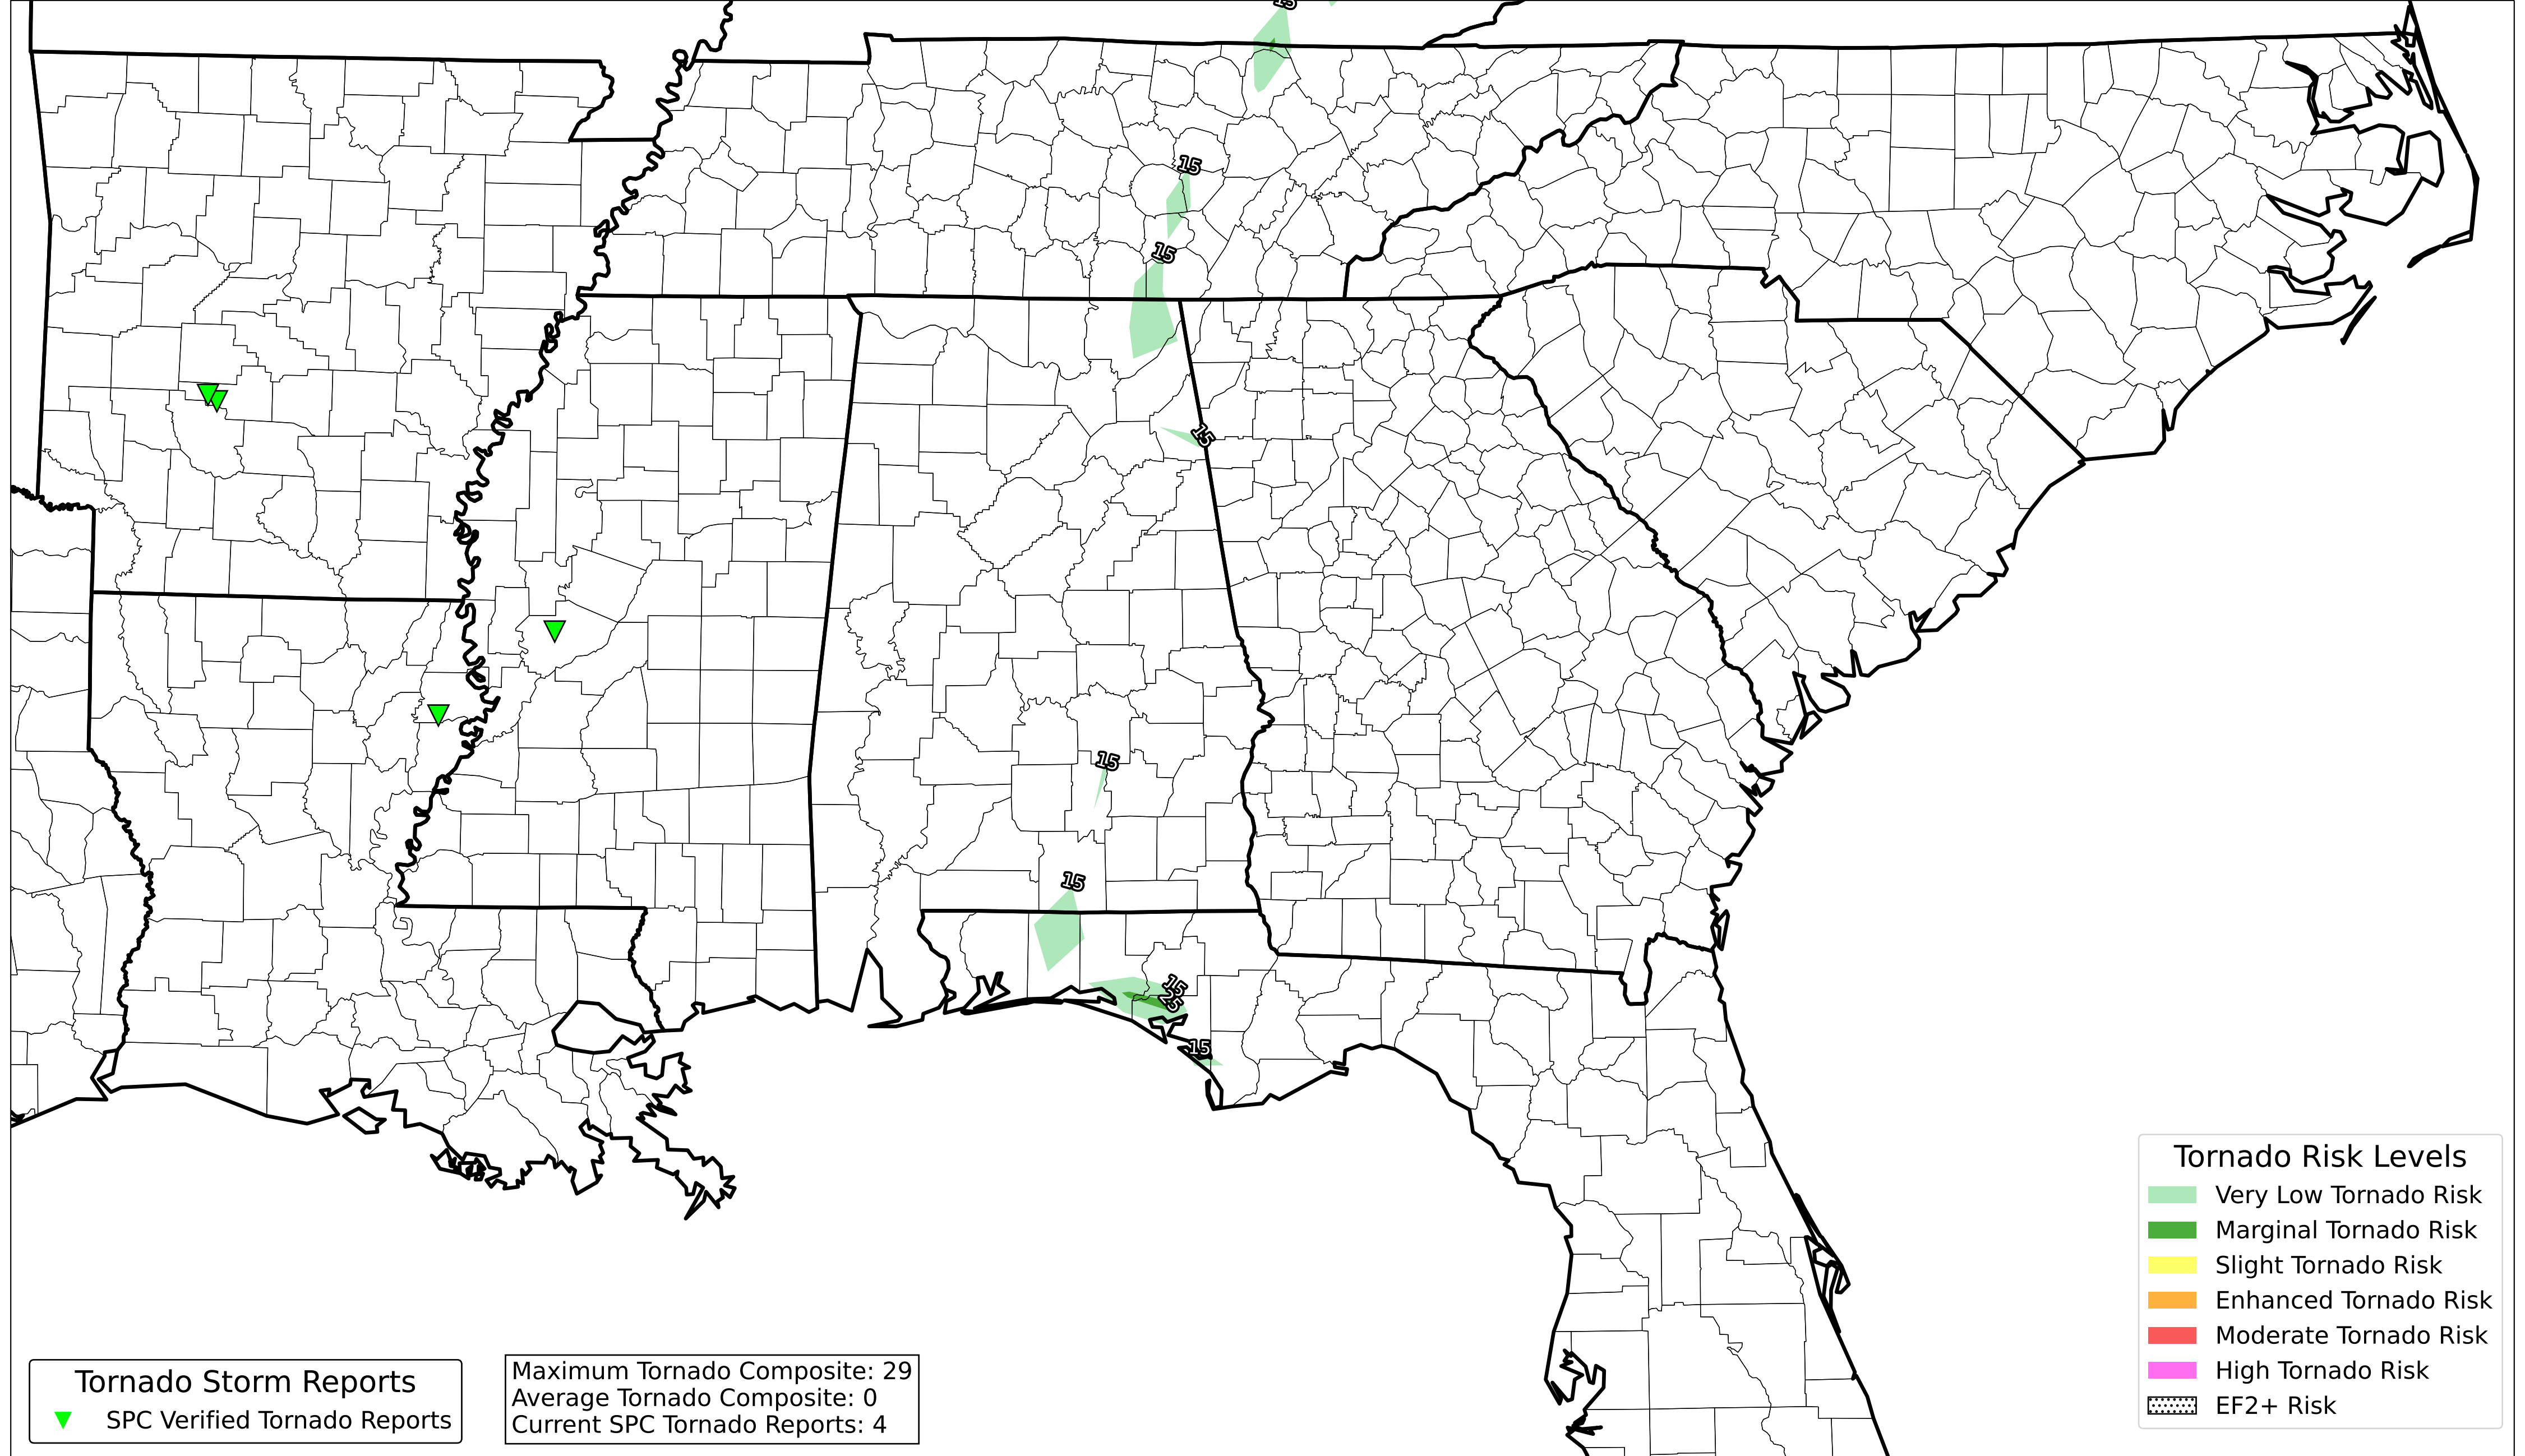 15
15
15
15
15
15
15
25
15
Tornado Risk Levels
Very Low Tornado Risk
Marginal Tornado Risk
Slight Tornado Risk
Enhanced Tornado Risk
Moderate Tornado Risk
High Tornado Risk
EF2+ Risk
Tornado Storm Reports
SPC Verified Tornado Reports
Maximum Tornado Composite: 29
Average Tornado Composite: 0
Current SPC Tornado Reports: 4